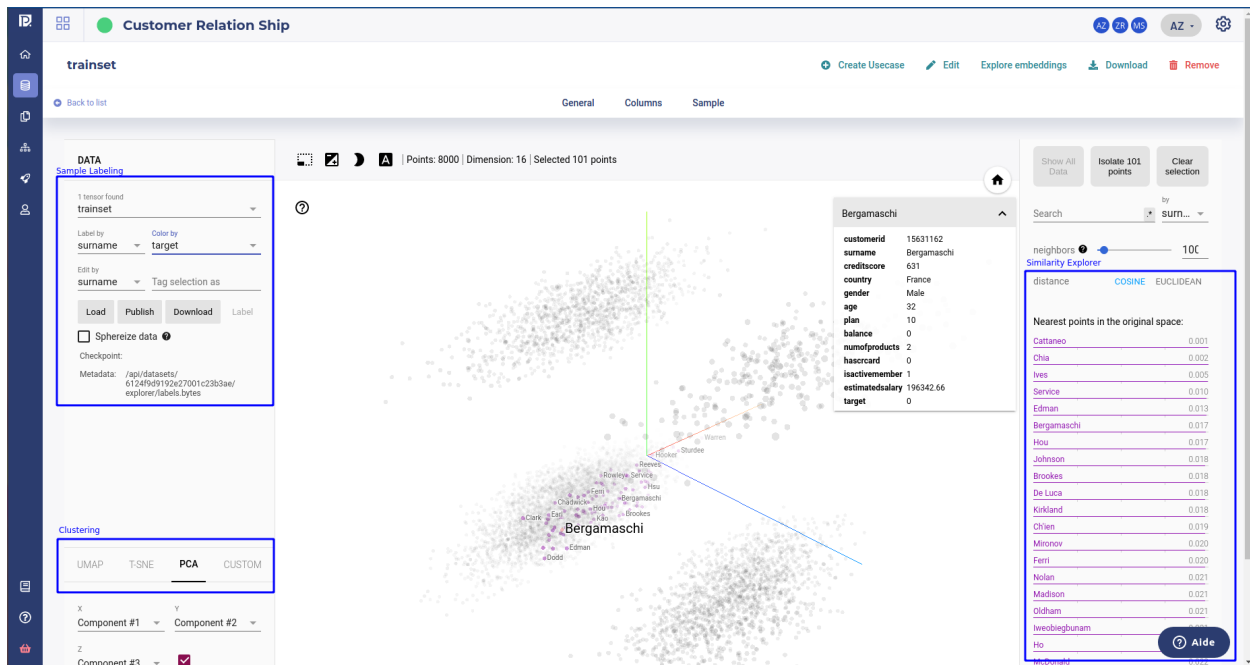 Customer Relation Ship
AZ ZR MS AZ
trainset
Create Usecase Edit Explore embeddings Download Remove
Back to list
General Columns Sample
DATA
Sample Labeling
1 tensor found
trainset
Label by Color by
surname target
Edit by
surname Tag selection as
Load Publish Download Label
Sphereize data
Checkpoint:
Metadata: /api/datasets/
6124f9d9192e27001c23b3ae/
explorer/labels.bytes
Clustering
UMAP T-SNE PCA CUSTOM
X Y
Component #1 Component #2
Z
Component #3
Points: 8000 | Dimension: 16 | Selected 101 points
Bergamaschi
customerid 15631162
surname Bergamaschi
creditscore 631
country France
gender Male
age 32
plan 10
balance 0
numofproducts 2
hascrcard 0
isactivemember 1
estimatedsalary 196342.66
target 0
Warren
Hooker Sturdee
Reeves
Rowley Service
Hsu
Ferri
Chadwick Bergamaschi
Hou
Clark Earl Kao Brookes
Bergamaschi
Edman
Dodd
Show All Data
Isolate 101 points
Clear selection
by
Search .* surn...
neighbors 100
Similarity Explorer
distance COSINE EUCLIDEAN
Nearest points in the original space:
Cattaneo 0.001
Chia 0.002
Ives 0.005
Service 0.010
Edman 0.013
Bergamaschi 0.017
Hou 0.017
Johnson 0.018
Brookes 0.018
De Luca 0.018
Kirkland 0.018
Ch'ien 0.019
Mironov 0.020
Ferri 0.020
Nolan 0.021
Madison 0.021
Oldham 0.021
Iweobiegbunam
Ho
McDonald 0.022
Aide